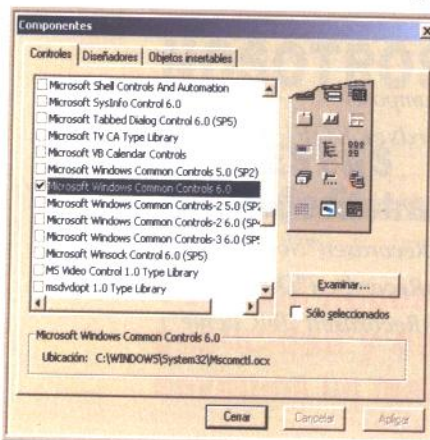 Componentes
Controles
Diseñadores
Objetos insertables
Microsoft Shell Controls And Automation
Microsoft SysInfo Control 6.0
Microsoft Tabbed Dialog Control 6.0 (SP5)
Microsoft TV CA Type Library
Microsoft VB Calendar Controls
Microsoft Windows Common Controls 5.0 (SP2)
Microsoft Windows Common Controls 6.0
Microsoft Windows Common Controls-2 5.0 (SP2
Microsoft Windows Common Controls-2 6.0 (SP4
Microsoft Windows Common Controls-3 6.0 (SP5
Microsoft Winsock Control 6.0 (SP5)
MS Video Control 1.0 Type Library
msdvdopt 1.0 Type Library
Examinar...
Sólo seleccionados
Microsoft Windows Common Controls 6.0
Ubicación: C:\WINDOWS\System32\Mscomctl.ocx
Cerrar
Cancelar
Aplicar